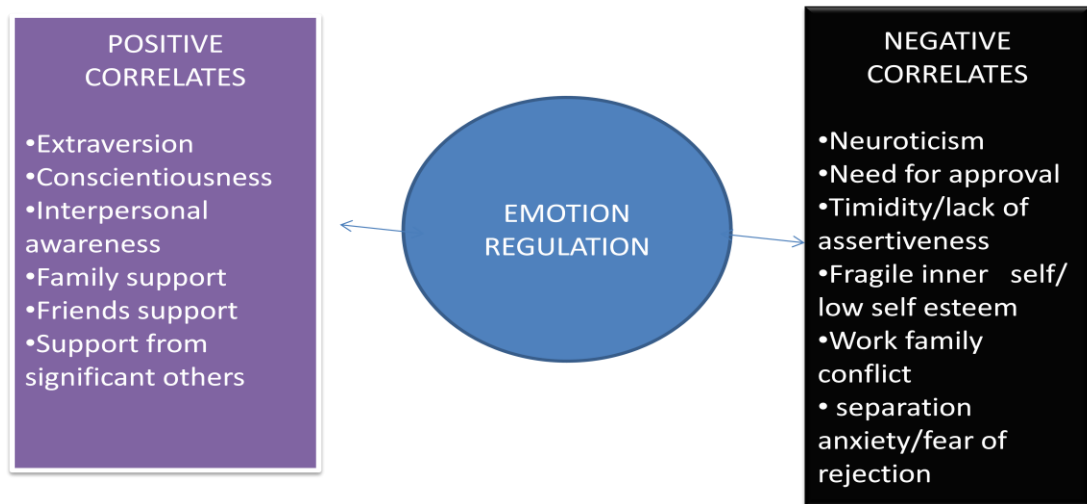 POSITIVE
CORRELATES
•Extraversion
•Conscientiousness
•Interpersonal
awareness
•Family support
•Friends support
•Support from
significant others
EMOTION
REGULATION
NEGATIVE
CORRELATES
•Neuroticism
•Need for approval
•Timidity/lack of
assertiveness
•Fragile inner self/
low self esteem
•Work family
conflict
• separation
anxiety/fear of
rejection